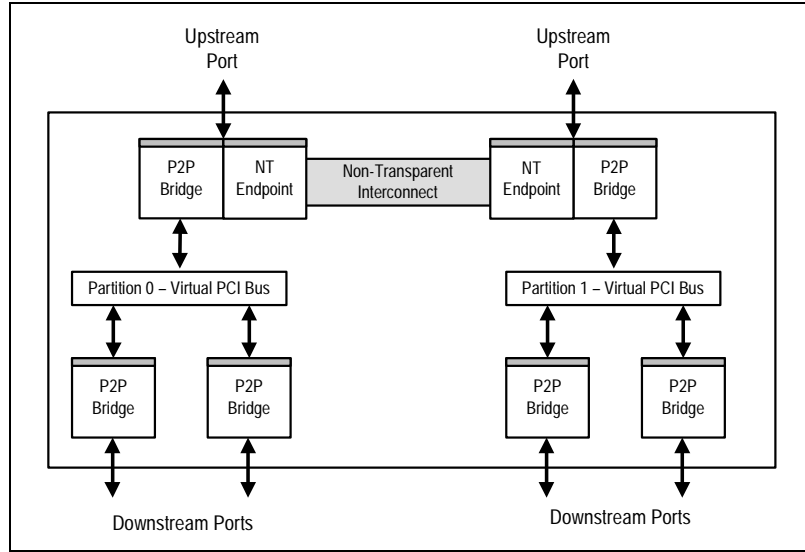 Upstream
Port
Upstream
Port
P2P
Bridge
NT
Endpoint
Non-Transparent
Interconnect
NT
Endpoint
P2P
Bridge
Partition 0 – Virtual PCI Bus
Partition 1 – Virtual PCI Bus
P2P
Bridge
P2P
Bridge
P2P
Bridge
P2P
Bridge
Downstream Ports
Downstream Ports